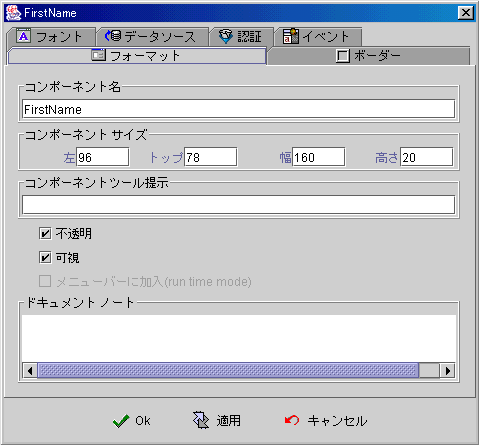 FirstName
フォント データソース 認証 イベント
フォーマット ボーダー
コンポーネント名
FirstName
コンポーネント サイズ
左 96 トップ 78 幅 160 高さ 20
コンポーネントツール提示
不透明
可視
メニューバーに加入(run time mode)
ドキュメント ノート
Ok 適用 キャンセル